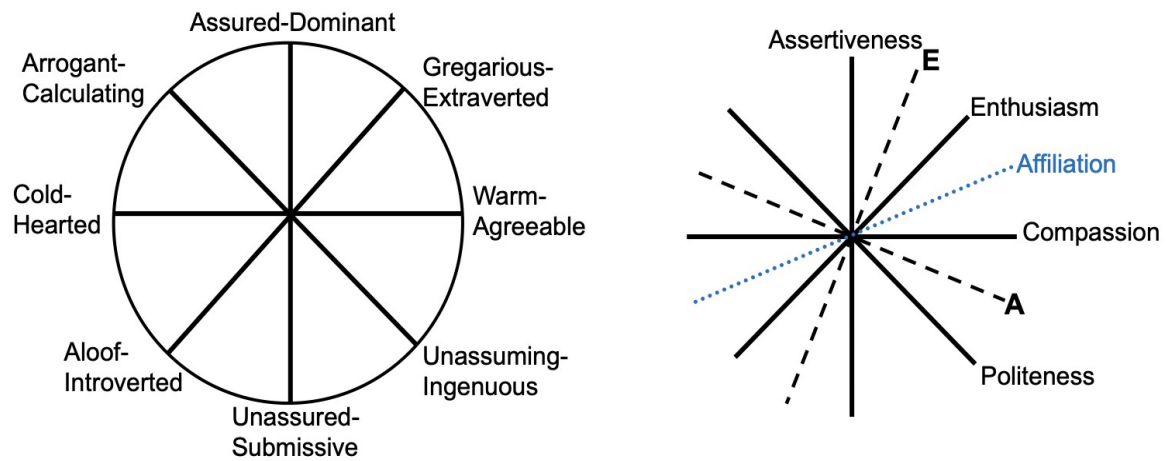 Assured-Dominant
Arrogant-
Calculating
Gregarious-
Extraverted
Cold-
Hearted
Warm-
Agreeable
Aloof-
Introverted
Unassuming-
Ingenuous
Unassured-
Submissive
Assertiveness
E
Enthusiasm
Affiliation
Compassion
A
Politeness